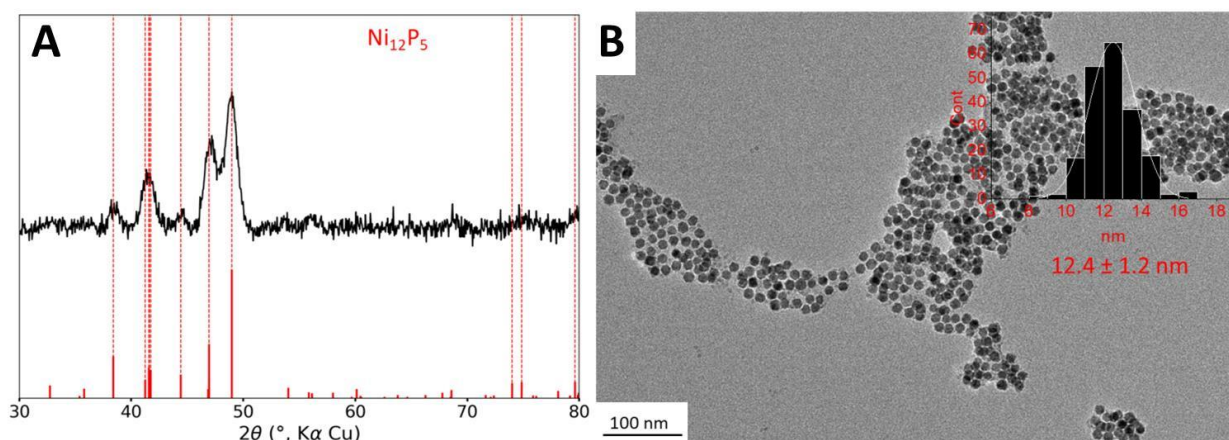 A
Ni₁₂P₅
30 40 50 60 70 80
2θ (°, Kα Cu)
B
70
60
50
40
30
20
10
0
Cont
6 8 10 12 14 16 18
nm
12.4 ± 1.2 nm
100 nm